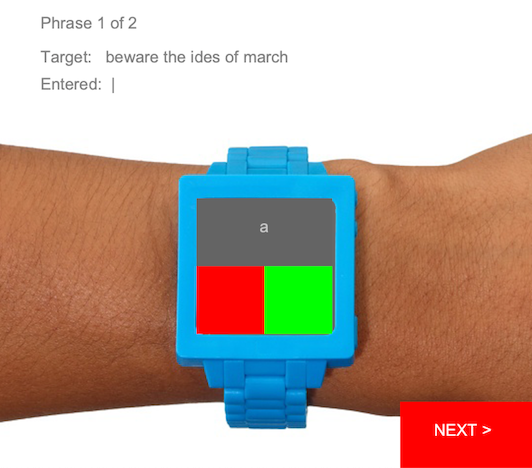 Phrase 1 of 2
Target: beware the ides of march
Entered: |
a
NEXT >